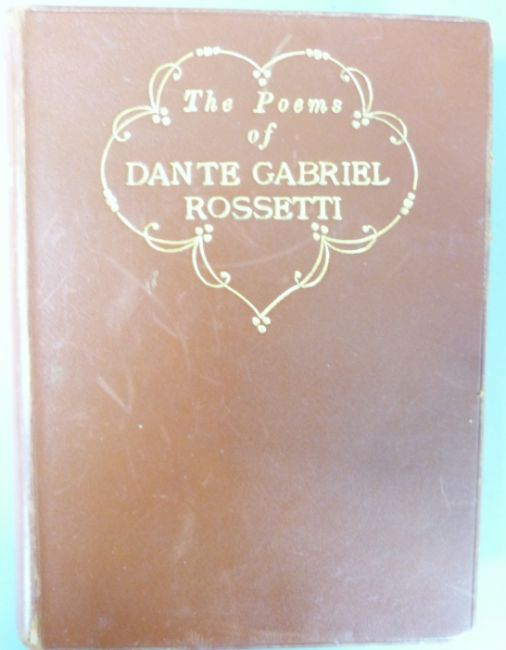 The Poems
of
DANTE GABRIEL
ROSSETTI